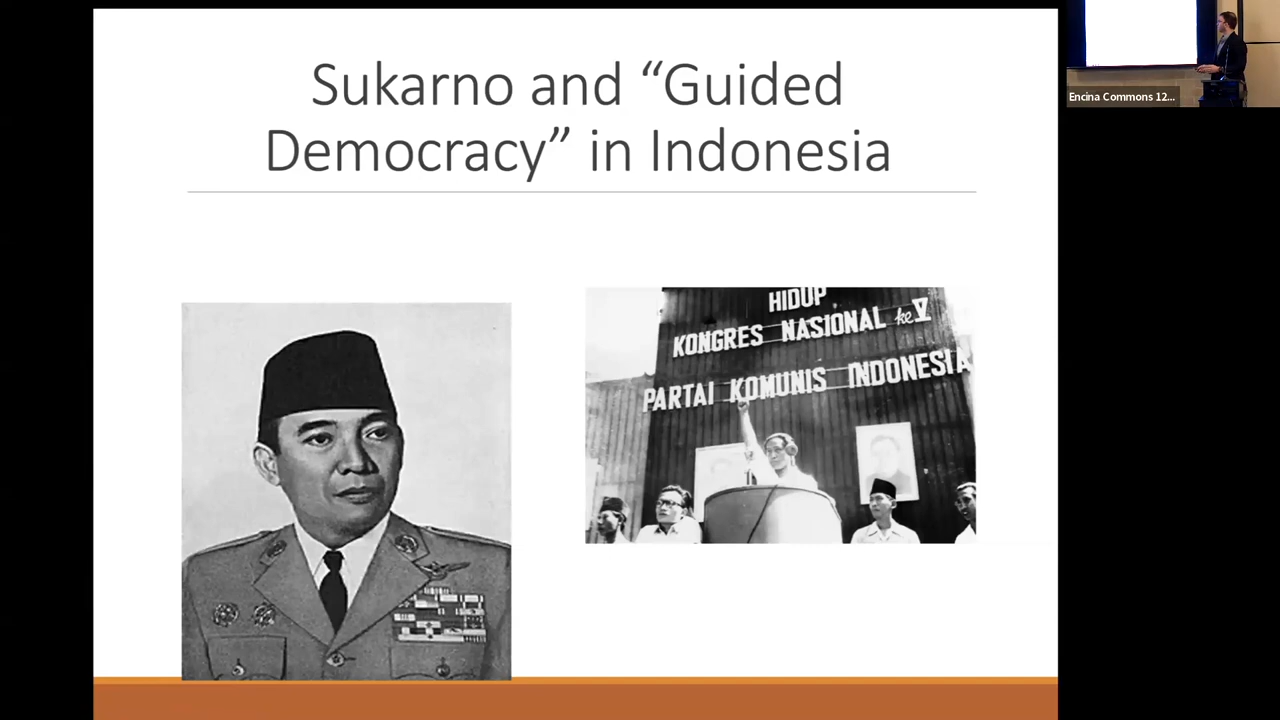 Sukarno and “Guided
Democracy” in Indonesia
HIDUP
KONGRES NASIONAL ke V
PARTAI KOMUNIS INDONESIA
Encina Commons 12...